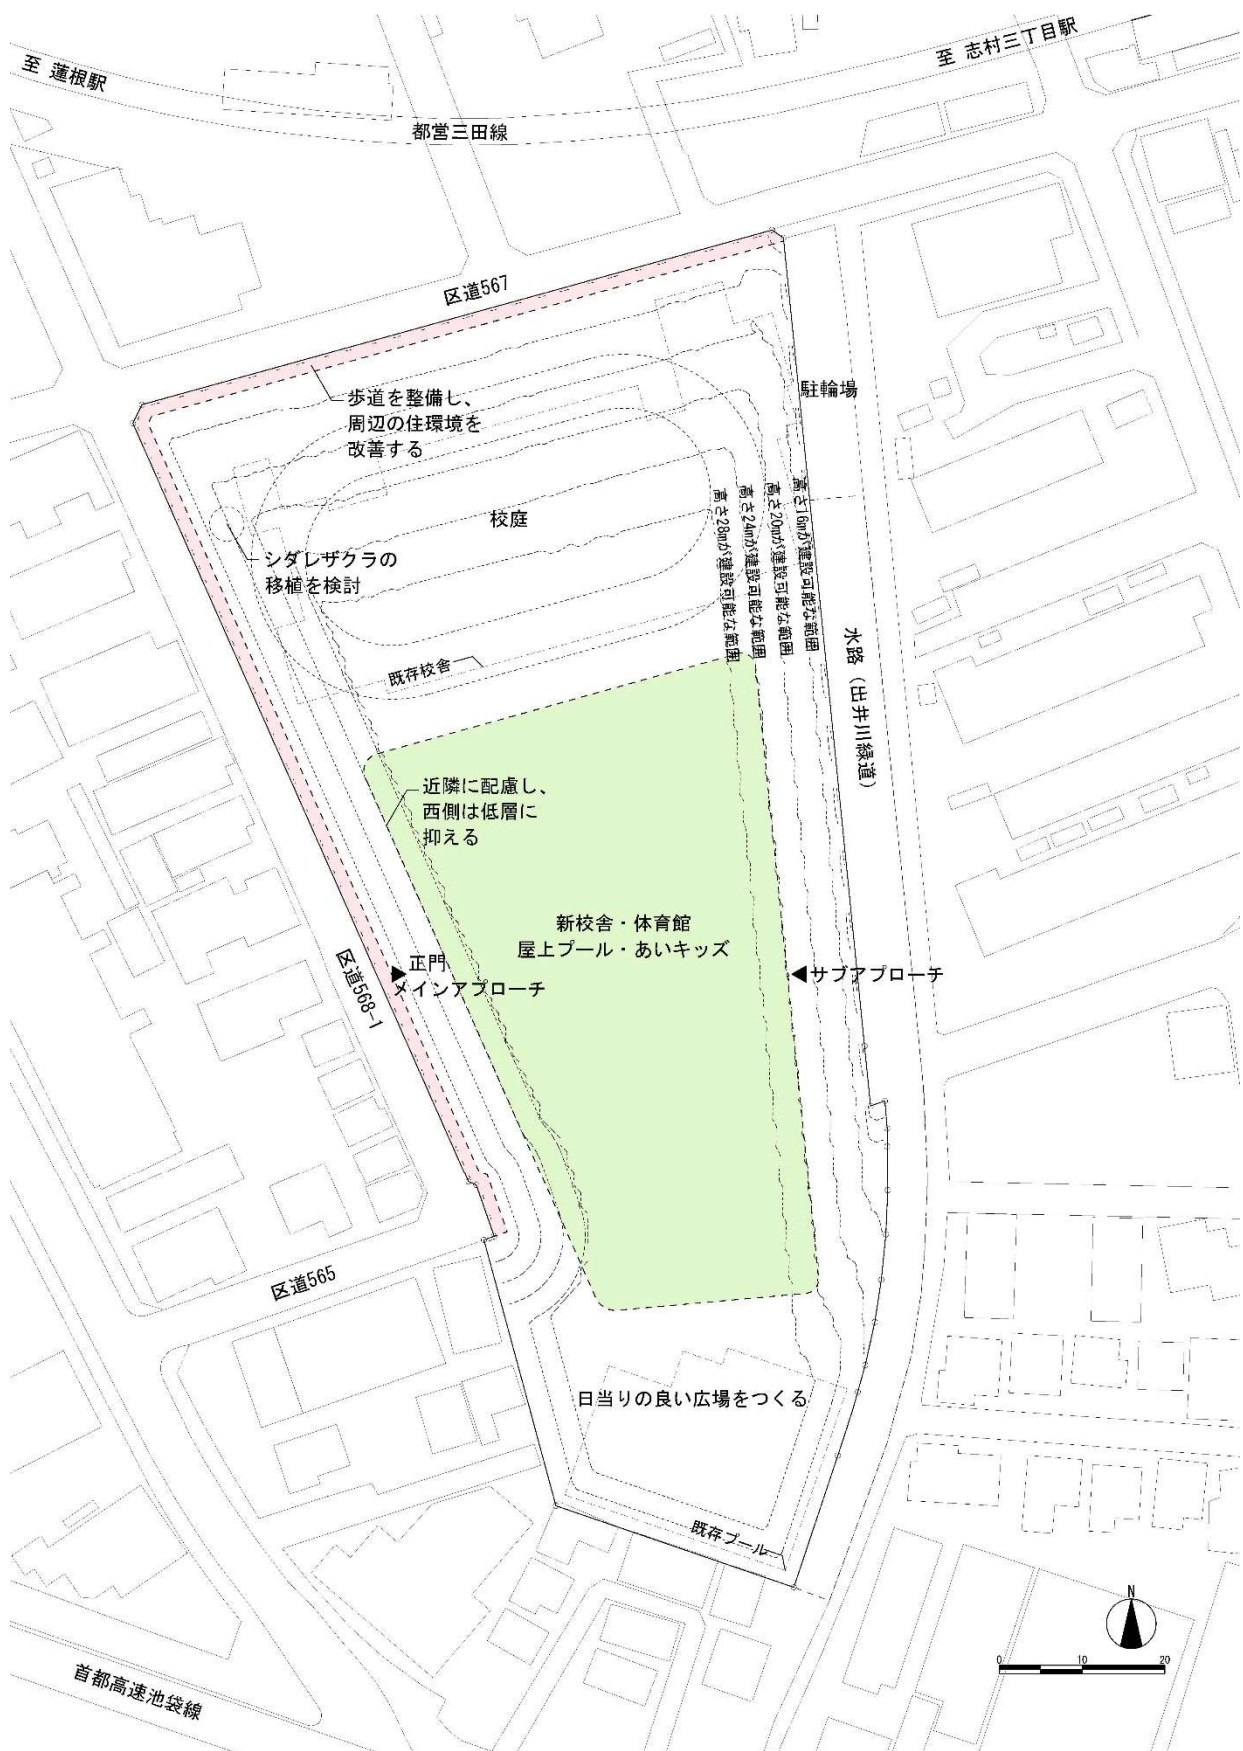 至 蓮根駅
至 志村三丁目駅
都営三田線
区道567
歩道を整備し、
周辺の住環境を
改善する
駐輪場
校庭
シダレザクラの
移植を検討
高さ28mが建設可能な範囲
高さ24mが建設可能な範囲
高さ20mが建設可能な範囲
高さ16mが建設可能な範囲
既存校舎
水路（出井川緑道）
近隣に配慮し、
西側は低層に
抑える
新校舎・体育館
屋上プール・あいキッズ
正門
メインアプローチ
サブアプローチ
区道568-1
区道565
日当りの良い広場をつくる
既存プール
首都高速池袋線
N
0 10 20